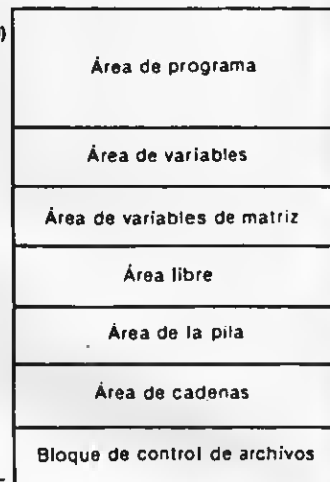 Área de programa
Área de variables
Área de variables de matriz
Área libre
Área de la pila
Área de cadenas
Bloque de control de archivos